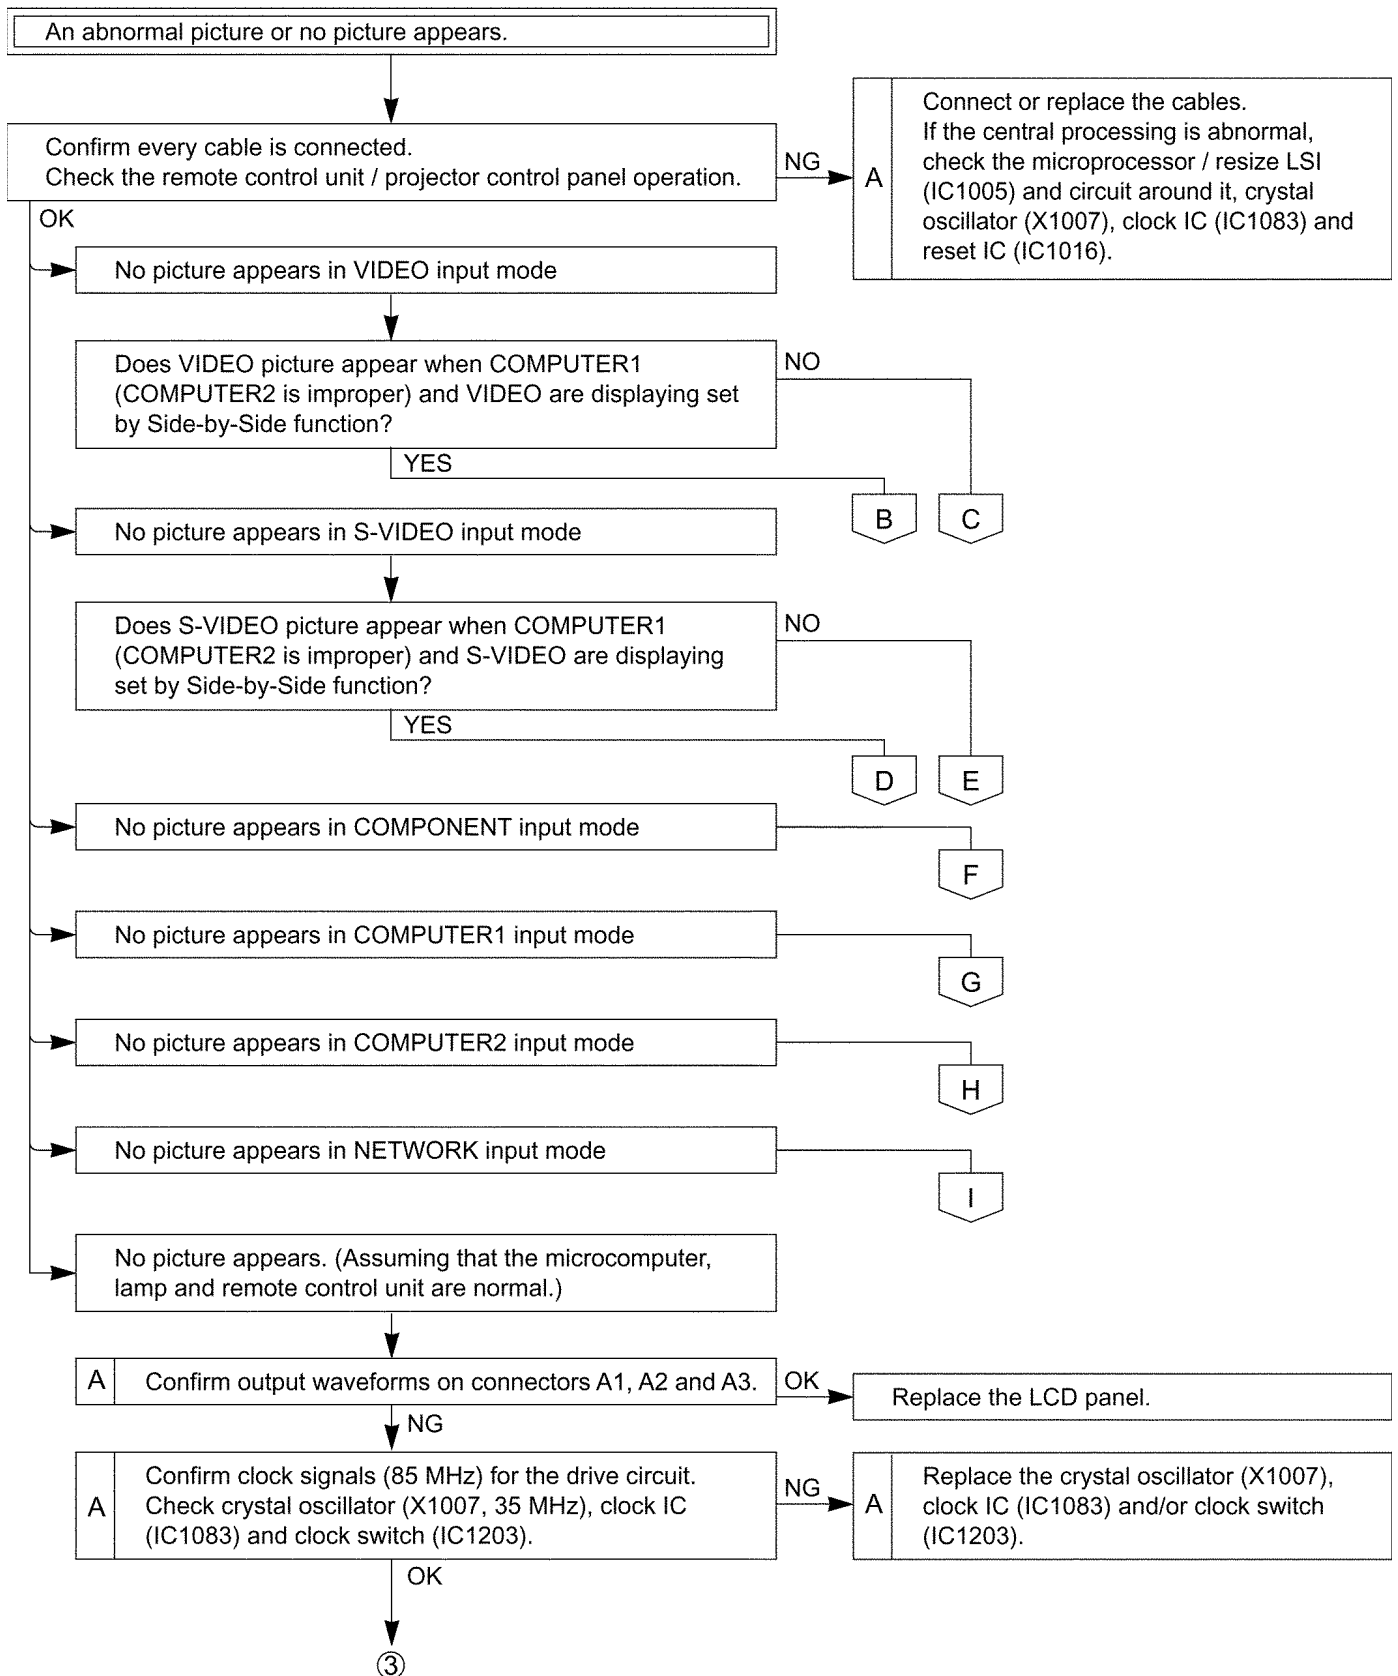 An abnormal picture or no picture appears.
Confirm every cable is connected.
Check the remote control unit / projector control panel operation.
NG
A
Connect or replace the cables.
If the central processing is abnormal,
check the microprocessor / resize LSI
(IC1005) and circuit around it, crystal
oscillator (X1007), clock IC (IC1083) and
reset IC (IC1016).
OK
No picture appears in VIDEO input mode
Does VIDEO picture appear when COMPUTER1
(COMPUTER2 is improper) and VIDEO are displaying set
by Side-by-Side function?
NO
YES
B
C
No picture appears in S-VIDEO input mode
Does S-VIDEO picture appear when COMPUTER1
(COMPUTER2 is improper) and S-VIDEO are displaying
set by Side-by-Side function?
NO
YES
D
E
No picture appears in COMPONENT input mode
F
No picture appears in COMPUTER1 input mode
G
No picture appears in COMPUTER2 input mode
H
No picture appears in NETWORK input mode
I
No picture appears. (Assuming that the microcomputer,
lamp and remote control unit are normal.)
A
Confirm output waveforms on connectors A1, A2 and A3.
OK
Replace the LCD panel.
NG
A
Confirm clock signals (85 MHz) for the drive circuit.
Check crystal oscillator (X1007, 35 MHz), clock IC
(IC1083) and clock switch (IC1203).
NG
A
Replace the crystal oscillator (X1007),
clock IC (IC1083) and/or clock switch
(IC1203).
OK
③